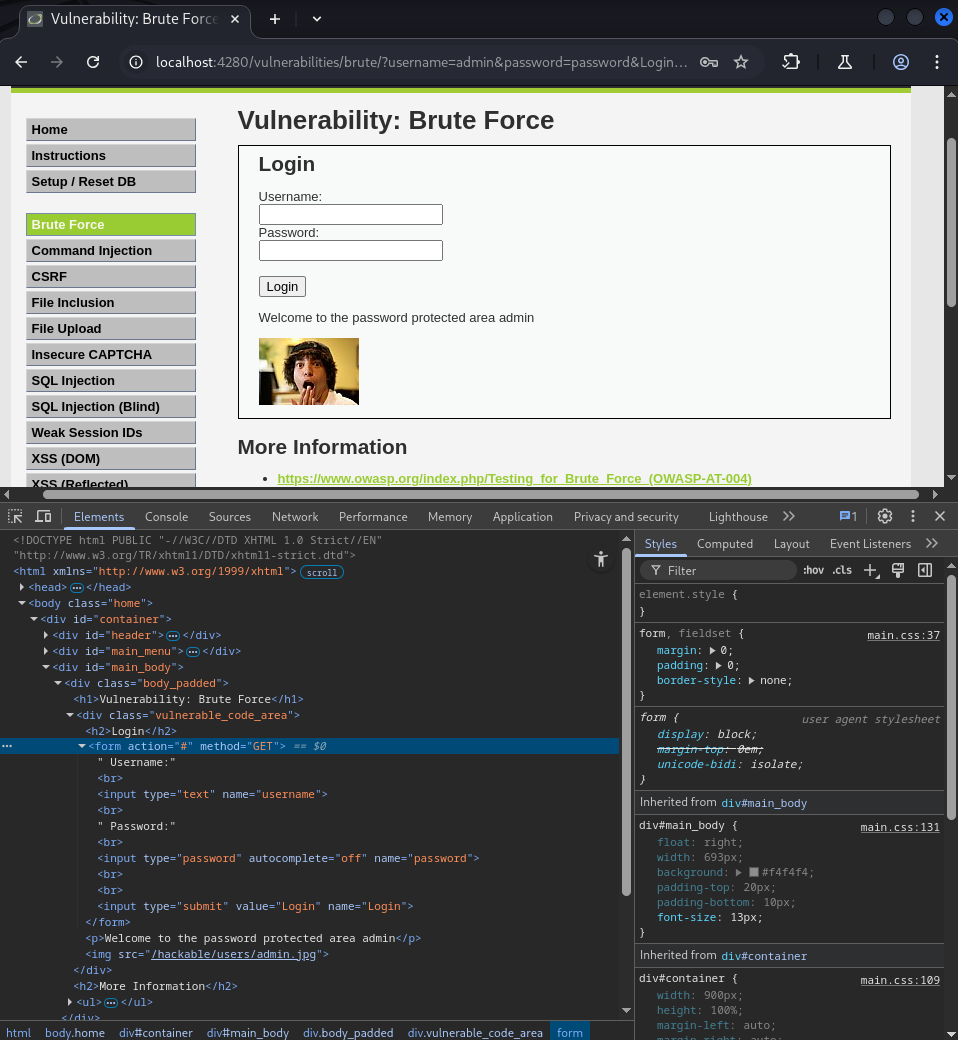 Vulnerability: Brute Force
localhost:4280/vulnerabilities/brute/?username=admin&password=password&Login...
Home
Instructions
Setup / Reset DB
Brute Force
Command Injection
CSRF
File Inclusion
File Upload
Insecure CAPTCHA
SQL Injection
SQL Injection (Blind)
Weak Session IDs
XSS (DOM)
XSS (Reflected)
Vulnerability: Brute Force
Login
Username:
Password:
Login
Welcome to the password protected area admin
More Information
• https://www.owasp.org/index.php/Testing_for_Brute_Force_(OWASP-AT-004)
Elements Console Sources Network Performance Memory Application Privacy and security Lighthouse 1
<!DOCTYPE html PUBLIC "-//W3C//DTD XHTML 1.0 Strict//EN"
"http://www.w3.org/TR/xhtml1/DTD/xhtml1-strict.dtd">
<html xmlns="http://www.w3.org/1999/xhtml"> scroll
<head>…</head>
<body class="home">
<div id="container">
<div id="header">…</div>
<div id="main_menu">…</div>
<div id="main_body">
<div class="body_padded">
<h1>Vulnerability: Brute Force</h1>
<div class="vulnerable_code_area">
<h2>Login</h2>
<form action="#" method="GET"> == $0
" Username:"
<br>
<input type="text" name="username">
<br>
" Password:"
<br>
<input type="password" autocomplete="off" name="password">
<br>
<br>
<input type="submit" value="Login" name="Login">
</form>
<p>Welcome to the password protected area admin</p>
<img src="/hackable/users/admin.jpg">
</div>
<h2>More Information</h2>
<ul>…</ul>
</div>
html body.home div#container div#main_body div.body_padded div.vulnerable_code_area form
Styles Computed Layout Event Listeners
Filter :hov .cls
element.style {
}
form, fieldset { main.css:37
margin: 0;
padding: 0;
border-style: none;
}
form { user agent stylesheet
display: block;
margin-top: 0em;
unicode-bidi: isolate;
}
Inherited from div#main_body
div#main_body { main.css:131
float: right;
width: 693px;
background: #f4f4f4;
padding-top: 20px;
padding-bottom: 10px;
font-size: 13px;
}
Inherited from div#container
div#container { main.css:109
width: 900px;
height: 100%;
margin-left: auto;
margin-right: auto;